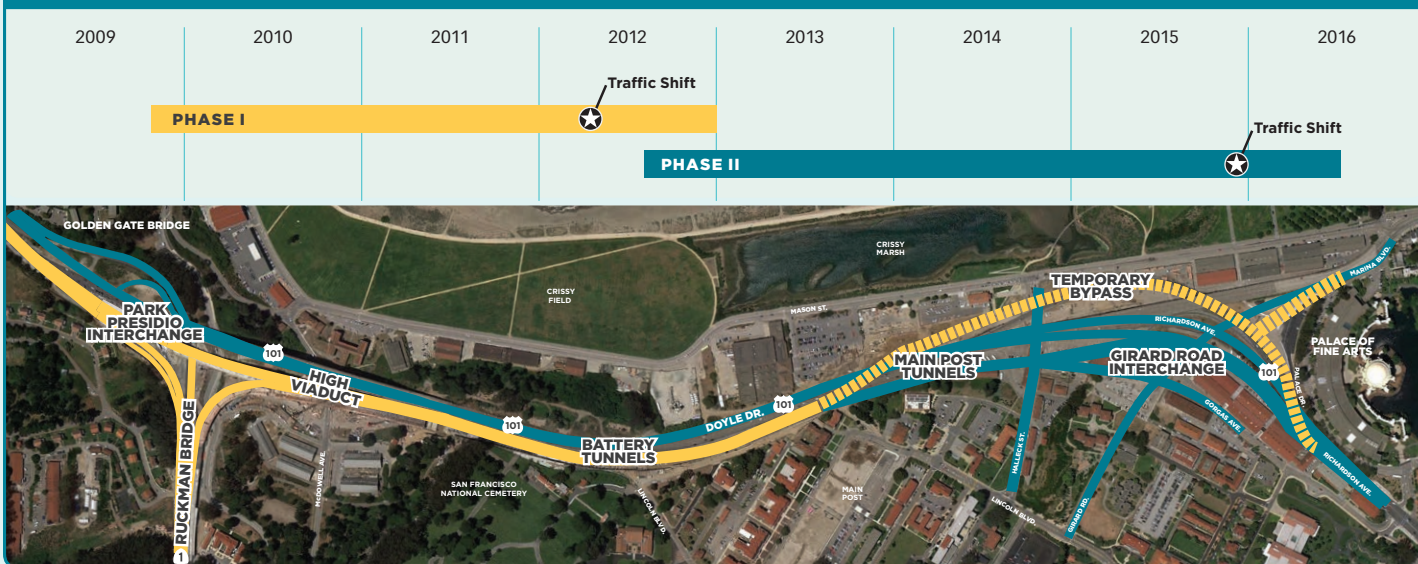 2009
2010
2011
2012
2013
2014
2015
2016
Traffic Shift
PHASE I
Traffic Shift
PHASE II
GOLDEN GATE BRIDGE
CRISSY
MARSH
TEMPORARY
BYPASS
MARINA BLVD.
CRISSY
FIELD
PARK
PRESIDIO
INTERCHANGE
MASON ST.
RICHARDSON AVE.
PALACE OF
FINE ARTS
101
HIGH
VIADUCT
MAIN POST
TUNNELS
GIRARD ROAD
INTERCHANGE
101
PALACE DR.
101
DOYLE DR.
101
GORGAS AVE.
BATTERY
TUNNELS
RUCKMAN BRIDGE
McDOWELL AVE.
HALLECK ST.
SAN FRANCISCO
NATIONAL CEMETERY
MAIN
POST
LINCOLN BLVD.
LINCOLN BLVD.
GIRARD RD.
RICHARDSON AVE.
1